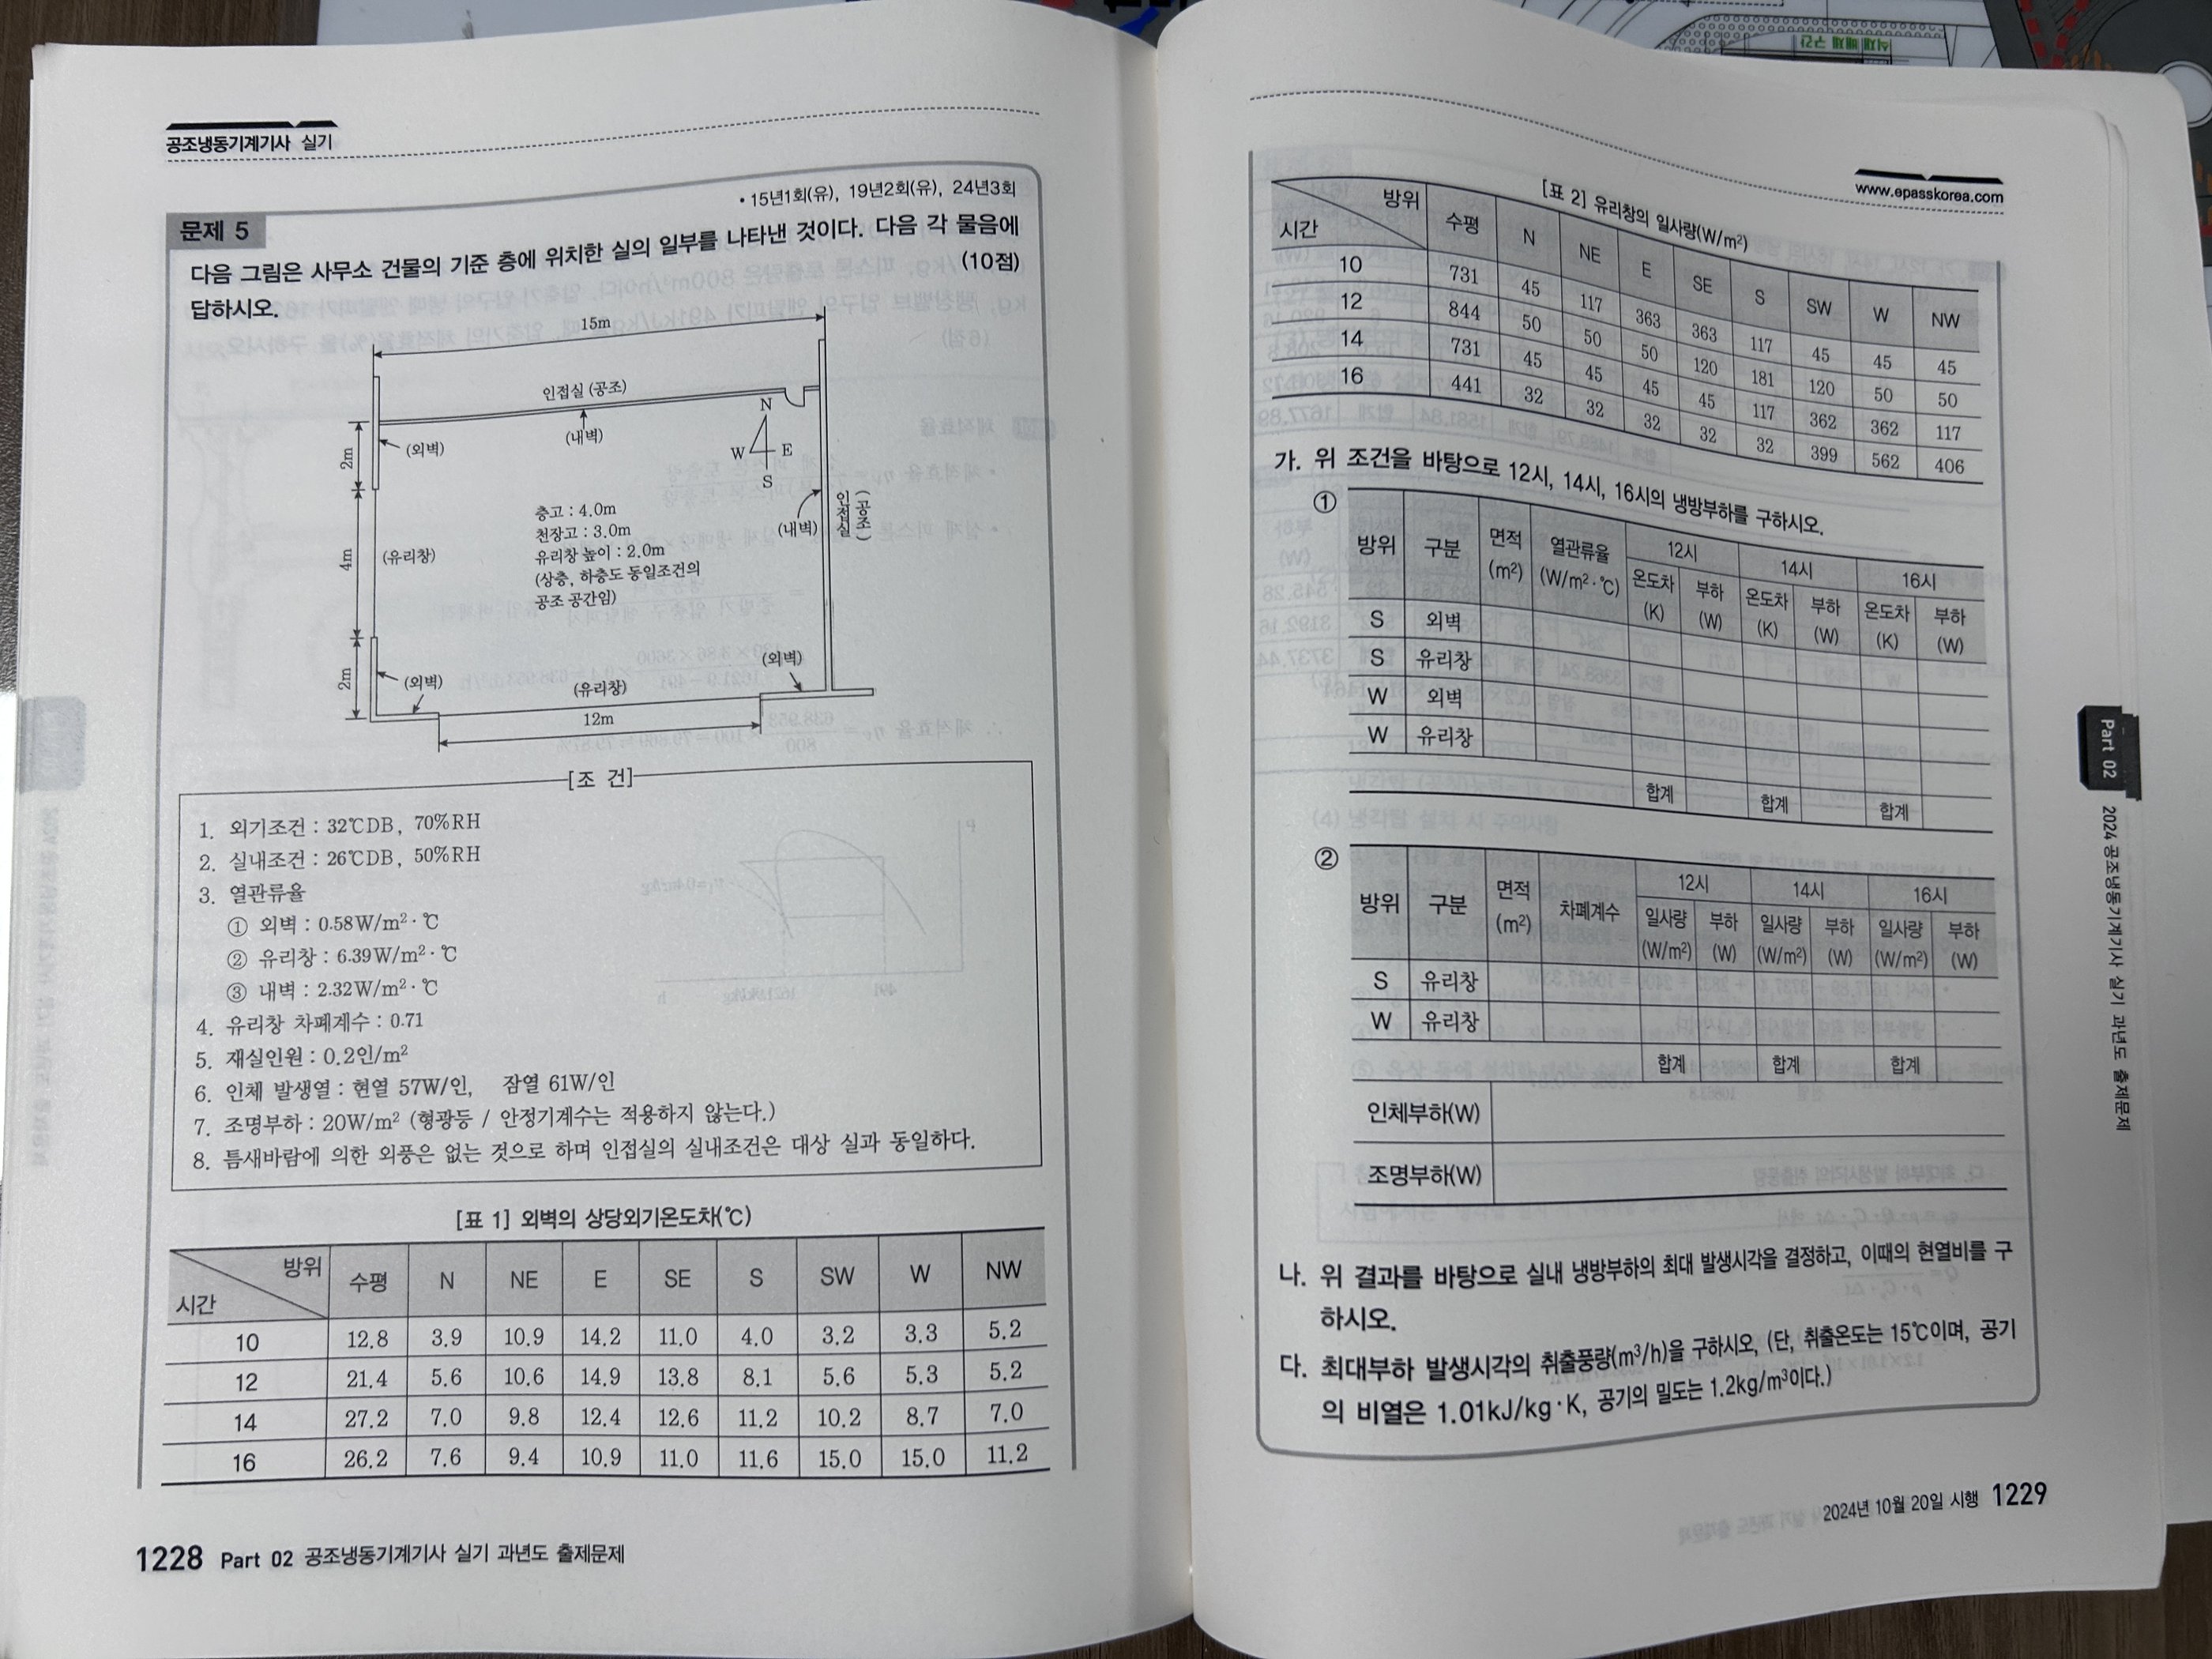 공조냉동기계기사 실기
• 15년1회(유), 19년2회(유), 24년3회
문제 5
다음 그림은 사무소 건물의 기준 층에 위치한 실의 일부를 나타낸 것이다. 다음 각 물음에
답하시오.
(10점)
15m
인접실 (공조)
(내벽)
N
W E
S
2m
(외벽)
층고 : 4.0m
천장고 : 3.0m
유리창 높이 : 2.0m
(상층, 하층도 동일조건의
공조 공간임)
4m
(유리창)
(내벽)
인접실
(공조)
2m
(외벽)
(유리창)
(외벽)
12m
[조 건]
1. 외기조건 : 32℃DB, 70%RH
2. 실내조건 : 26℃DB, 50%RH
3. 열관류율
① 외벽 : 0.58W/m²·℃
② 유리창 : 6.39W/m²·℃
③ 내벽 : 2.32W/m²·℃
4. 유리창 차폐계수 : 0.71
5. 재실인원 : 0.2인/m²
6. 인체 발생열 : 현열 57W/인, 잠열 61W/인
7. 조명부하 : 20W/m² (형광등 / 안정기계수는 적용하지 않는다.)
8. 틈새바람에 의한 외풍은 없는 것으로 하며 인접실의 실내조건은 대상 실과 동일하다.
[표 1] 외벽의 상당외기온도차(℃)
방위 시간 수평 N NE E SE S SW W NW
10 12.8 3.9 10.9 14.2 11.0 4.0 3.2 3.3 5.2
12 21.4 5.6 10.6 14.9 13.8 8.1 5.6 5.3 5.2
14 27.2 7.0 9.8 12.4 12.6 11.2 10.2 8.7 7.0
16 26.2 7.6 9.4 10.9 11.0 11.6 15.0 15.0 11.2
1228 Part 02 공조냉동기계기사 실기 과년도 출제문제
www.epasskorea.com
[표 2] 유리창의 일사량(W/m²)
방위 시간 수평 N NE E SE S SW W NW
10 731 45 117 363 363 117 45 45 45
12 844 50 50 50 120 181 120 50 50
14 731 45 45 45 45 117 362 362 117
16 441 32 32 32 32 32 399 562 406
가. 위 조건을 바탕으로 12시, 14시, 16시의 냉방부하를 구하시오.
①
방위 구분 면적 (m²) 열관류율 (W/m²·℃) 12시 14시 16시
온도차 (K) 부하 (W) 온도차 (K) 부하 (W) 온도차 (K) 부하 (W)
S 외벽
S 유리창
W 외벽
W 유리창
합계 합계 합계
②
방위 구분 면적 (m²) 차폐계수 12시 14시 16시
일사량 (W/m²) 부하 (W) 일사량 (W/m²) 부하 (W) 일사량 (W/m²) 부하 (W)
S 유리창
W 유리창
합계 합계 합계
인체부하(W)
조명부하(W)
나. 위 결과를 바탕으로 실내 냉방부하의 최대 발생시각을 결정하고, 이때의 현열비를 구
하시오.
다. 최대부하 발생시각의 취출풍량(m³/h)을 구하시오, (단, 취출온도는 15℃이며, 공기
의 비열은 1.01kJ/kg·K, 공기의 밀도는 1.2kg/m³이다.)
Part 02
2024 공조냉동기계기사 실기 과년도 출제문제
2024년 10월 20일 시행 1229
식재 배제 구간